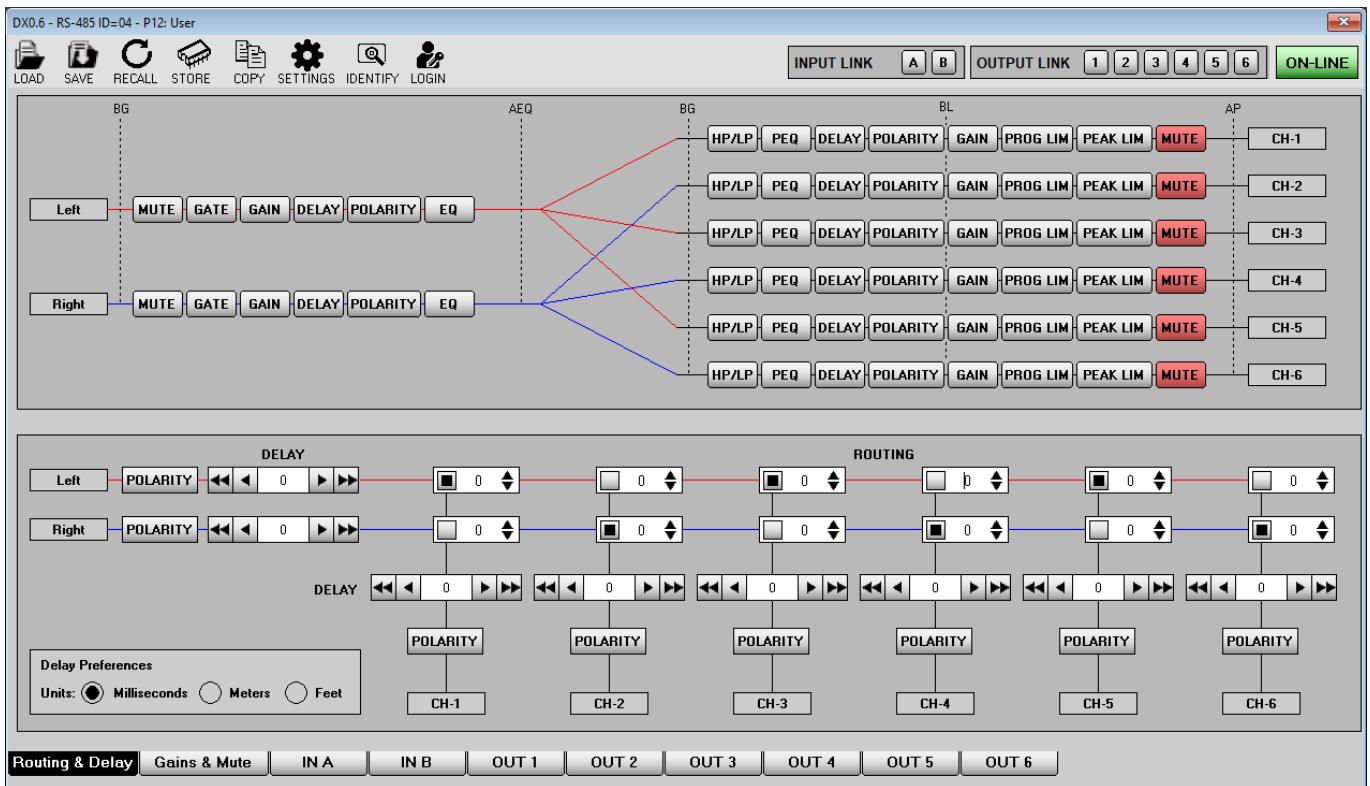 DX0.6 - RS-485 ID=04 - P12: User
LOAD SAVE RECALL STORE COPY SETTINGS IDENTIFY LOGIN INPUT LINK A B OUTPUT LINK 1 2 3 4 5 6 ON-LINE
BG AEQ BG BL AP
HP/LP PEQ DELAY POLARITY GAIN PROG LIM PEAK LIM MUTE CH-1
HP/LP PEQ DELAY POLARITY GAIN PROG LIM PEAK LIM MUTE CH-2
Left MUTE GATE GAIN DELAY POLARITY EQ
HP/LP PEQ DELAY POLARITY GAIN PROG LIM PEAK LIM MUTE CH-3
HP/LP PEQ DELAY POLARITY GAIN PROG LIM PEAK LIM MUTE CH-4
Right MUTE GATE GAIN DELAY POLARITY EQ
HP/LP PEQ DELAY POLARITY GAIN PROG LIM PEAK LIM MUTE CH-5
HP/LP PEQ DELAY POLARITY GAIN PROG LIM PEAK LIM MUTE CH-6
DELAY ROUTING
Left POLARITY 0 0 0 0 0 0 0
Right POLARITY 0 0 0 0 0 0 0
DELAY 0 0 0 0 0 0
POLARITY POLARITY POLARITY POLARITY POLARITY POLARITY
Delay Preferences
Units: Milliseconds Meters Feet
CH-1 CH-2 CH-3 CH-4 CH-5 CH-6
Routing & Delay Gains & Mute IN A IN B OUT 1 OUT 2 OUT 3 OUT 4 OUT 5 OUT 6